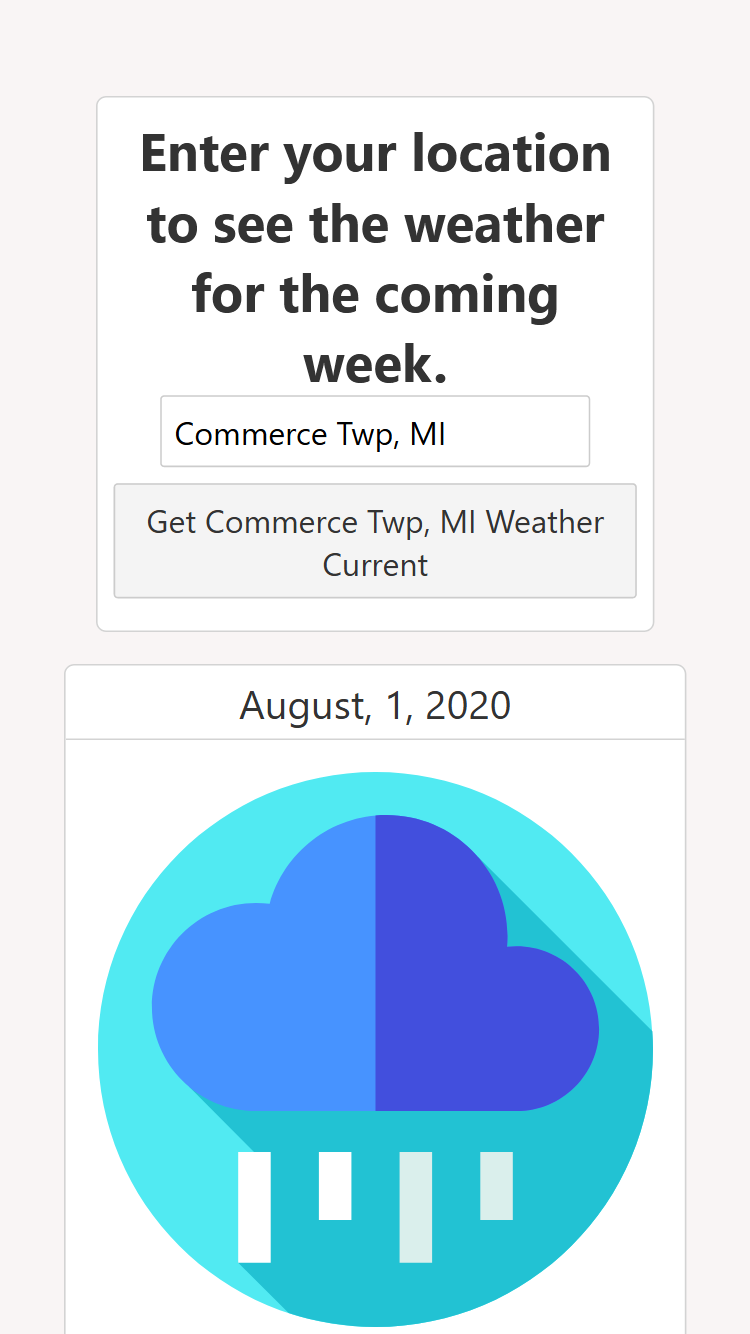 Enter your location
to see the weather
for the coming
week.
Commerce Twp, MI
Get Commerce Twp, MI Weather
Current
August, 1, 2020